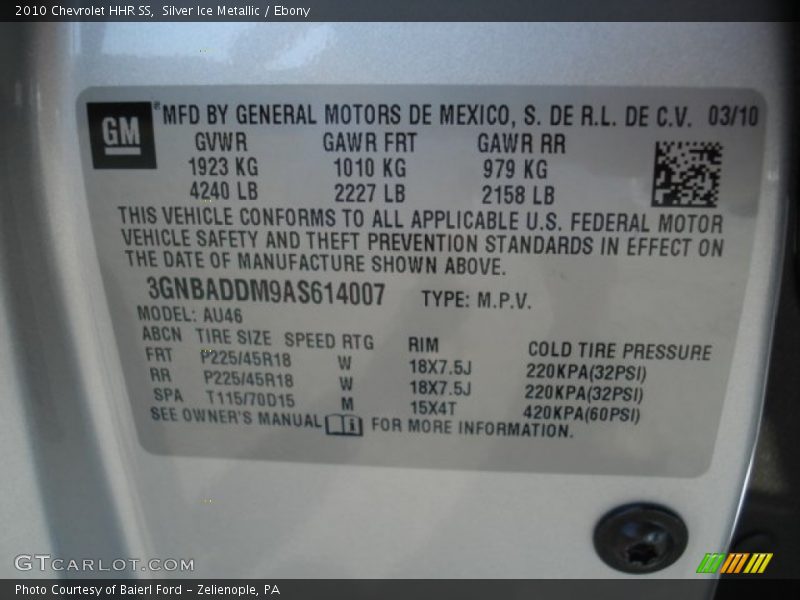 2010 Chevrolet HHR SS, Silver Ice Metallic / Ebony
GM ® MFD BY GENERAL MOTORS DE MEXICO, S. DE R.L. DE C.V. 03/10
GVWR GAWR FRT GAWR RR
1923 KG 1010 KG 979 KG
4240 LB 2227 LB 2158 LB
THIS VEHICLE CONFORMS TO ALL APPLICABLE U.S. FEDERAL MOTOR
VEHICLE SAFETY AND THEFT PREVENTION STANDARDS IN EFFECT ON
THE DATE OF MANUFACTURE SHOWN ABOVE.
3GNBADDM9AS614007 TYPE: M.P.V.
MODEL: AU46
ABCN TIRE SIZE SPEED RTG RIM COLD TIRE PRESSURE
FRT P225/45R18 W 18X7.5J 220KPA(32PSI)
RR P225/45R18 W 18X7.5J 220KPA(32PSI)
SPA T115/70D15 M 15X4T 420KPA(60PSI)
SEE OWNER'S MANUAL i FOR MORE INFORMATION.
GTCARLOT.COM
Photo Courtesy of Baierl Ford - Zelienople, PA